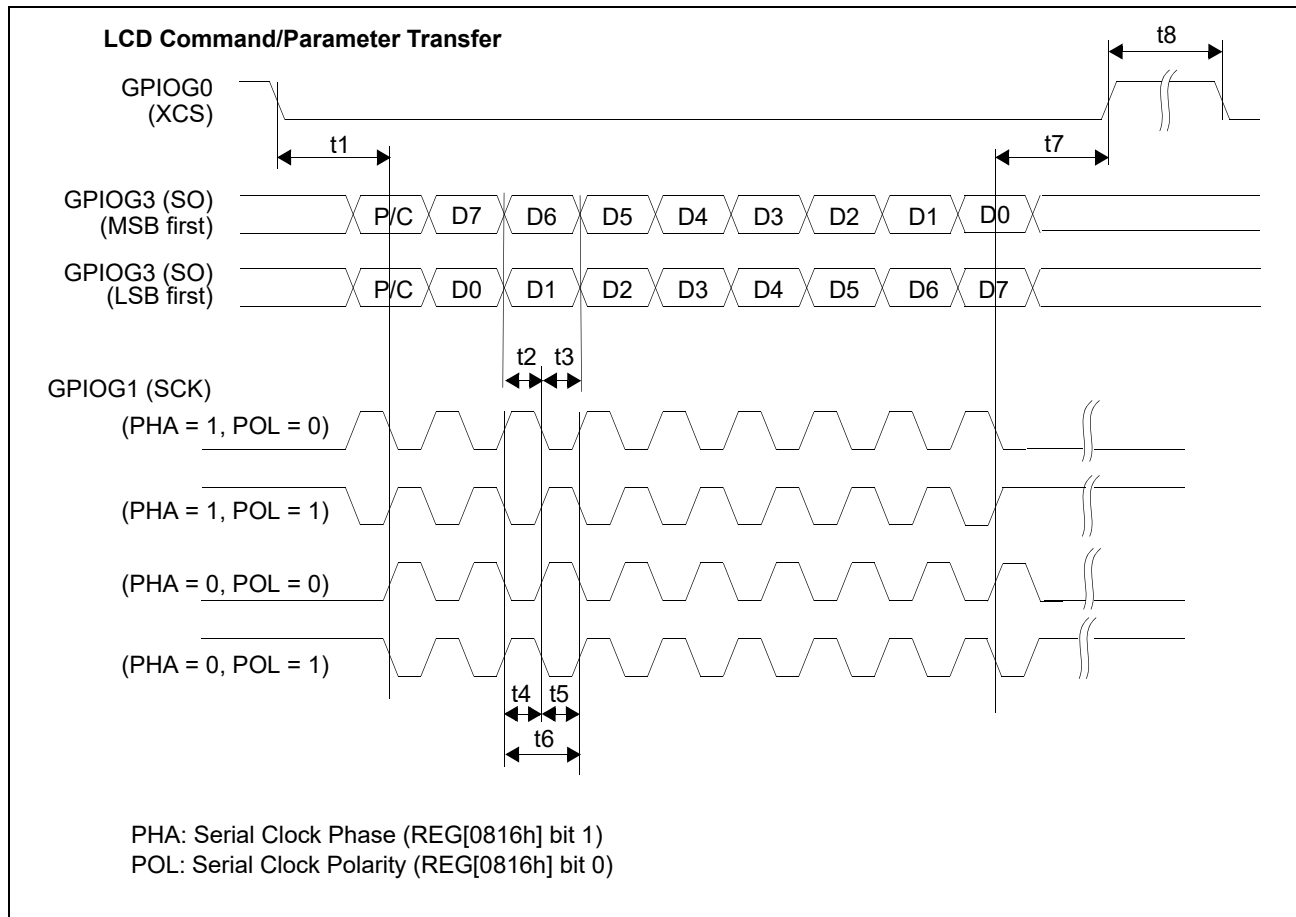 LCD Command/Parameter Transfer
t8
GPIOG0
(XCS)
t1
t7
GPIOG3 (SO)
(MSB first)
P/C D7 D6 D5 D4 D3 D2 D1 D0
GPIOG3 (SO)
(LSB first)
P/C D0 D1 D2 D3 D4 D5 D6 D7
t2 t3
GPIOG1 (SCK)
(PHA = 1, POL = 0)
(PHA = 1, POL = 1)
(PHA = 0, POL = 0)
(PHA = 0, POL = 1)
t4 t5
t6
PHA: Serial Clock Phase (REG[0816h] bit 1)
POL: Serial Clock Polarity (REG[0816h] bit 0)